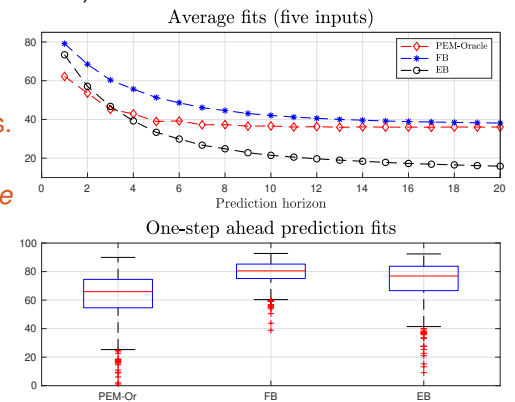 Average fits (five inputs)
80
60
40
20
PEM-Oracle
FB
EB
s.
e
0 2 4 6 8 10 12 14 16 18 20
Prediction horizon
One-step ahead prediction fits
100
80
60
40
20
0
PEM-Or FB EB